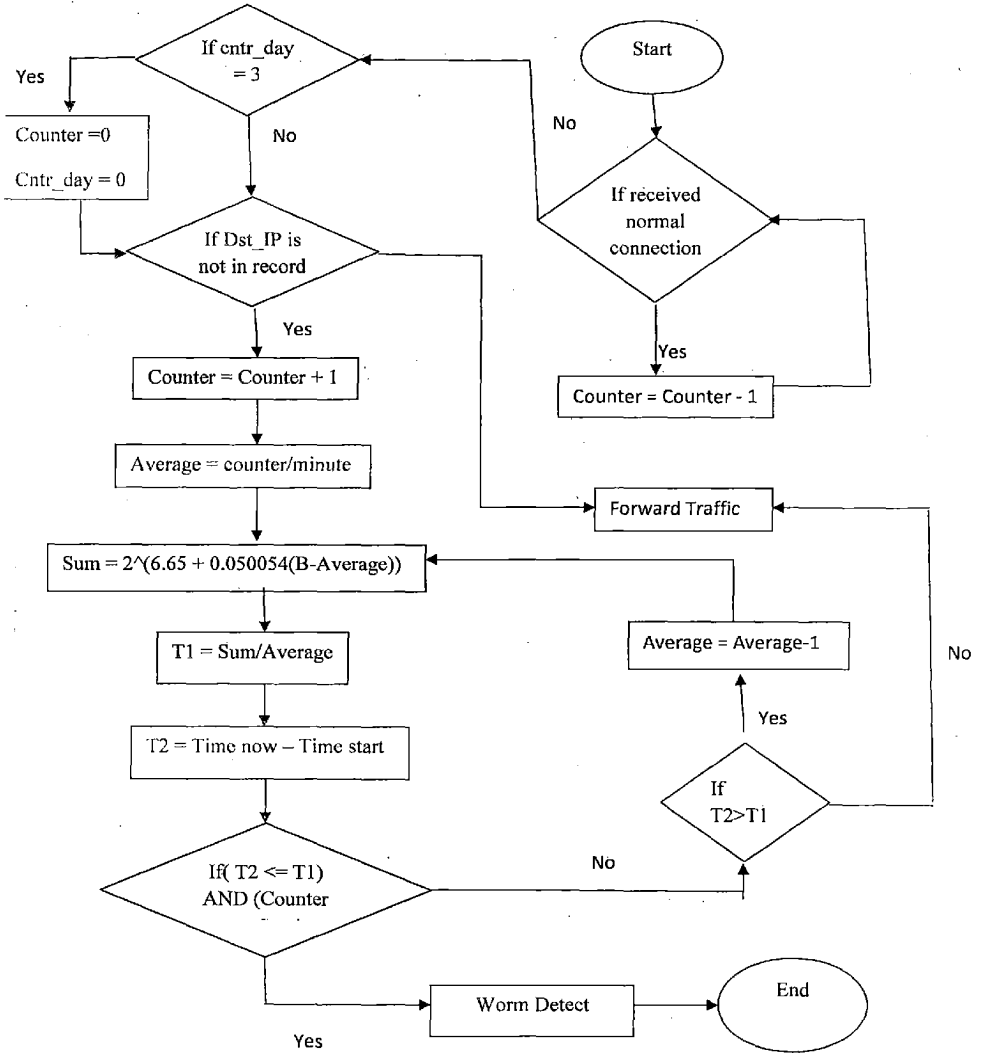 Start
If received
normal
connection
No
Yes
Counter = Counter - 1
If cntr_day
= 3
Yes
No
Counter =0
Cntr_day = 0
If Dst_IP is
not in record
Yes
Counter = Counter + 1
Average = counter/minute
Forward Traffic
Sum = 2^(6.65 + 0.050054(B-Average))
T1 = Sum/Average
Average = Average-1
No
Yes
T2 = Time now – Time start
If
T2>T1
If( T2 <= T1)
AND (Counter
No
Yes
Worm Detect
End